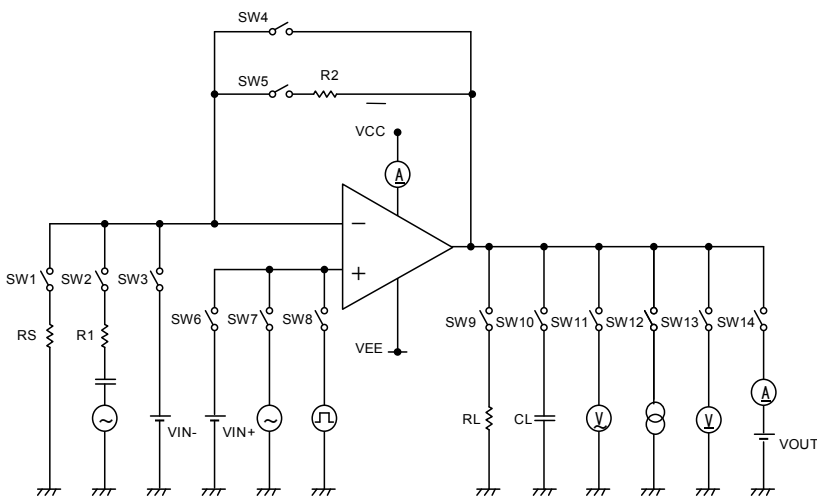 SW4
SW5
R2
VCC
A
−
+
SW1
SW2
SW3
SW6
SW7
SW8
VEE
SW9
SW10
SW11
SW12
SW13
SW14
RS
R1
VIN-
VIN+
RL
CL
V
V
A
VOUT